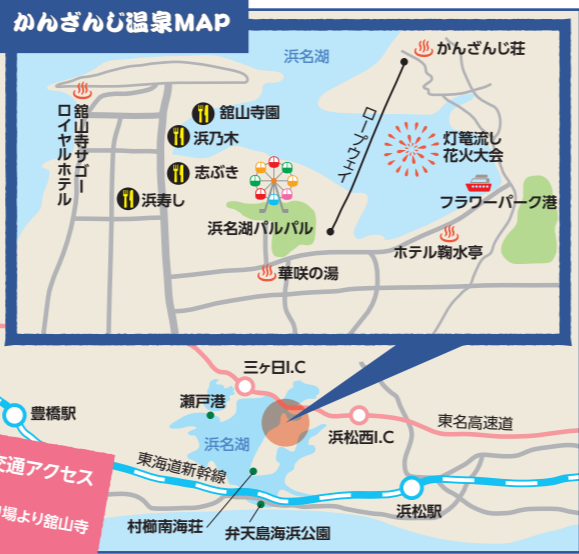 かんざんじ温泉MAP
浜名湖
かんざんじ荘
舘山寺サゴー
ロイヤルホテル
舘山寺園
浜乃木
志ぶき
浜寿し
ロープウェイ
灯篭流し
花火大会
フラワーパーク港
浜名湖パルパル
ホテル鞠水亭
華咲の湯
三ヶ日I.C
瀬戸港
豊橋駅
浜名湖
浜松西I.C
東名高速道
東海道新幹線
交通アクセス
場より舘山寺
浜松駅
村櫛南海荘
弁天島海浜公園